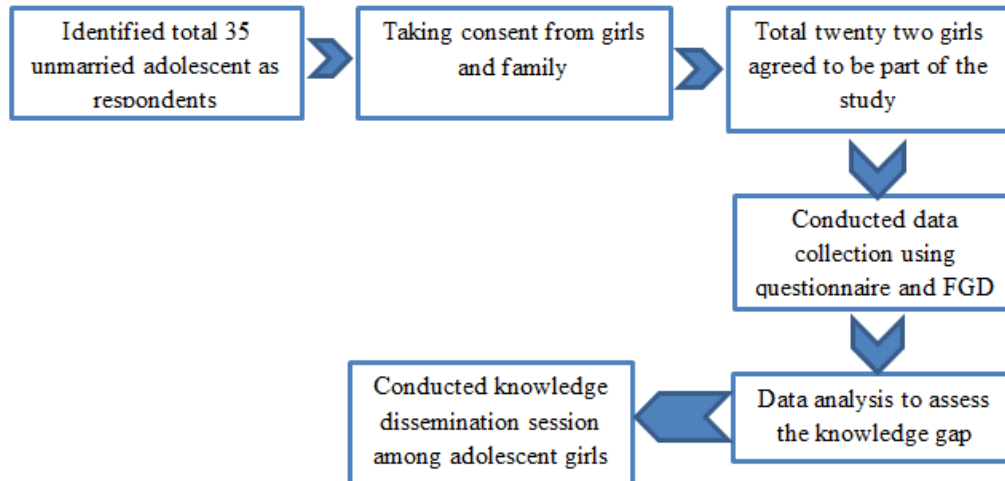 Identified total 35
unmarried adolescent as
respondents
Taking consent from girls
and family
Total twenty two girls
agreed to be part of the
study
Conducted data
collection using
questionnaire and FGD
Data analysis to assess
the knowledge gap
Conducted knowledge
dissemination session
among adolescent girls